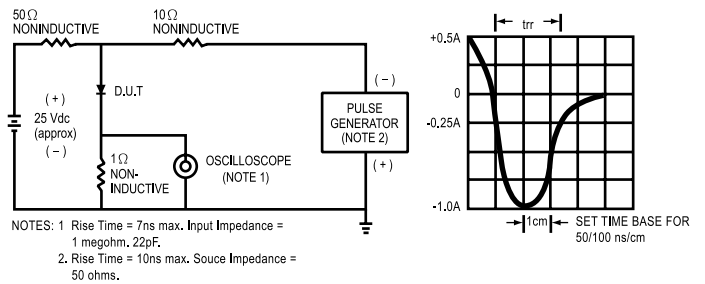 50Ω
NONINDUCTIVE
10Ω
NONINDUCTIVE
trr
+0.5A
0
-0.25A
-1.0A
(+)
25 Vdc
(approx)
(−)
D.U.T
1Ω
NON-
INDUCTIVE
OSCILLOSCOPE
(NOTE 1)
(−)
PULSE
GENERATOR
(NOTE 2)
(+)
1cm
SET TIME BASE FOR
50/100 ns/cm
NOTES: 1 Rise Time = 7ns max. Input Impedance =
1 megohm. 22pF.
2. Rise Time = 10ns max. Souce Impedance =
50 ohms.